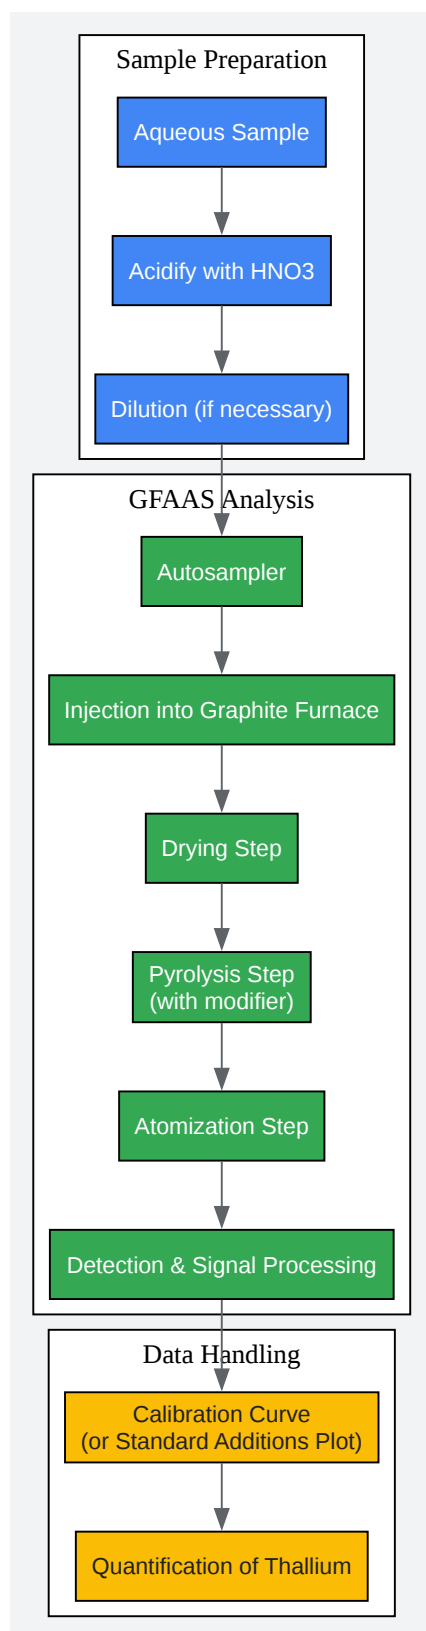 Sample Preparation
Aqueous Sample
Acidify with HNO3
Dilution (if necessary)
GFAAS Analysis
Autosampler
Injection into Graphite Furnace
Drying Step
Pyrolysis Step
(with modifier)
Atomization Step
Detection & Signal Processing
Data Handling
Calibration Curve
(or Standard Additions Plot)
Quantification of Thallium